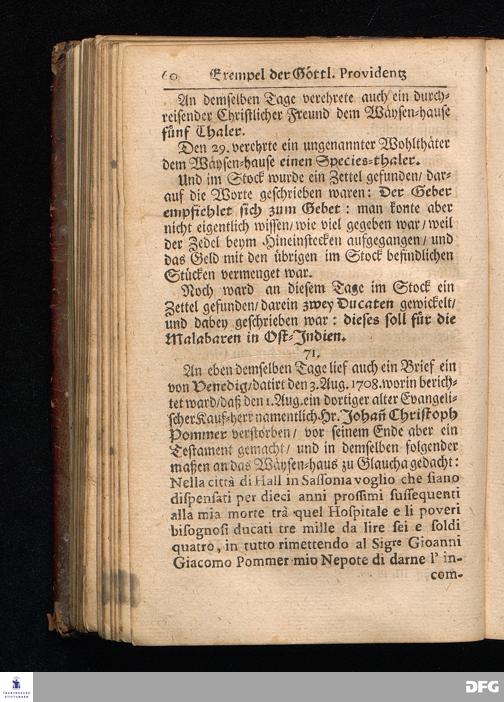 60 Exempel der Göttl. Providentz
An demselben Tage verehrete auch ein durch-
reisender Christlicher Freund dem Wäysen-hause
fünf Thaler.
Den 29. verehrte ein ungenannter Wohlthäter
dem Wäysen-hause einen Species-thaler.
Und im Stock wurde ein Zettel gefunden/ dar-
auf die Worte geschrieben waren: Der Geber
empfiehlet sich zum Gebet: man konte aber
nicht eigentlich wissen/ wie viel gegeben war/ weil
der Zedel beym Hineinstecken aufgegangen/ und
das Geld mit den übrigen im Stock befindlichen
Stücken vermenget war.
Noch ward an diesem Tage im Stock ein
Zettel gefunden/ darein zwey Ducaten gewickelt/
und dabey geschrieben war: dieses soll für die
Malabaren in Ost-Indien.
71.
An eben demselben Tage lief auch ein Brief ein
von Venedig/ datirt den 3. Aug. 1708. worin berich-
tet ward/ daß den 1. Aug. ein dortiger alter Evangeli-
scher Kauf-herr namentlich Hr. Johañ Christoph
Pommer verstorben/ vor seinem Ende aber ein
Testament gemacht/ und in demselben folgender
maßen an das Wäysen-haus zu Glaucha gedacht:
Nella città di Hall in Sassonia voglio che siano
dispensati per dieci anni prossimi sussequenti
alla mia morte trà quel Hospitale e li poveri
bisognosi ducati tre mille da lire sei e soldi
quatro, in tutto rimettendo al Sigre Gioanni
Giacomo Pommer mio Nepote di darne l' in-
com-
FRANCKESCHE
STIFTUNGEN
DFG